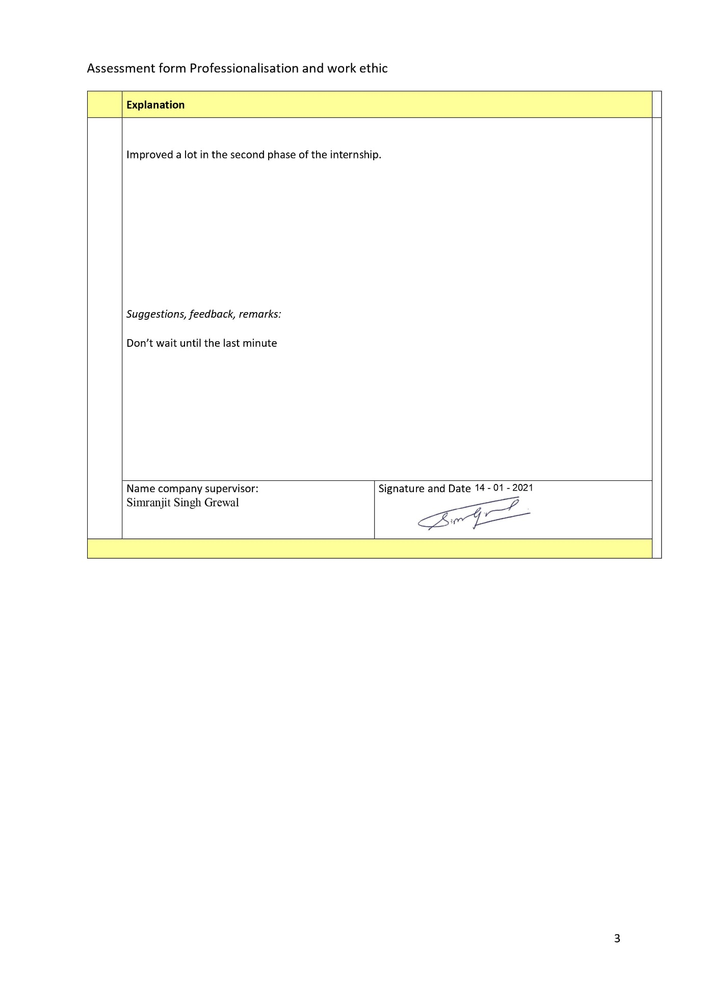 Assessment form Professionalisation and work ethic
Explanation
Improved a lot in the second phase of the internship.
Suggestions, feedback, remarks:
Don’t wait until the last minute
Name company supervisor:
Simranjit Singh Grewal
Signature and Date 14 - 01 - 2021
3